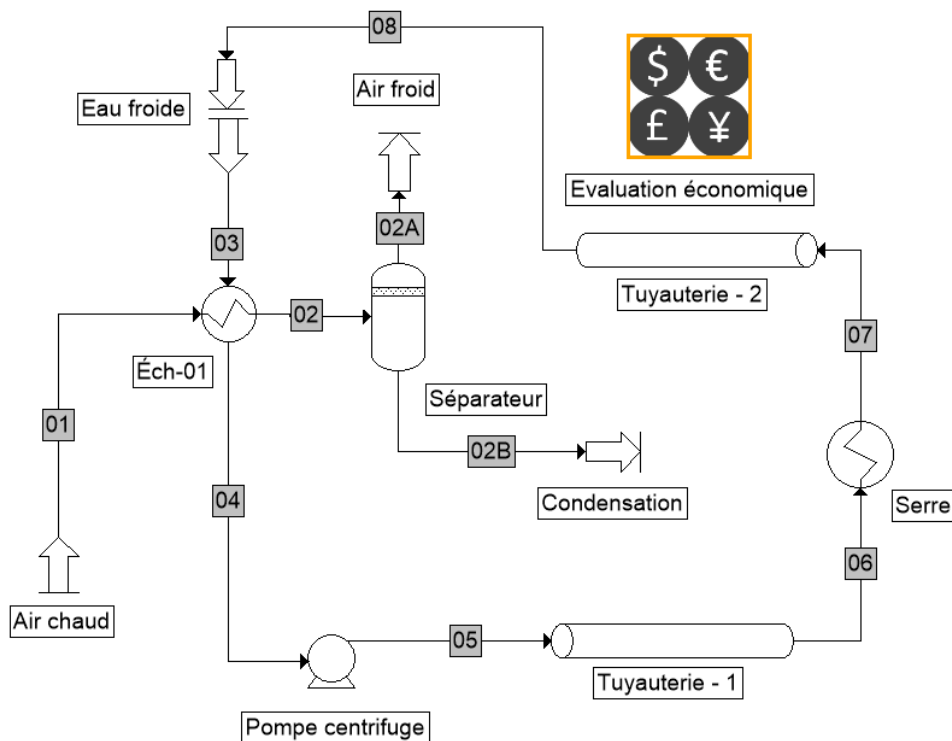 08
$ €
£ ¥
Air froid
Eau froide
Evaluation économique
02A
03
Tuyauterie - 2
02
07
Éch-01
Séparateur
01
02B
04
Condensation
Serre
06
Air chaud
05
Tuyauterie - 1
Pompe centrifuge